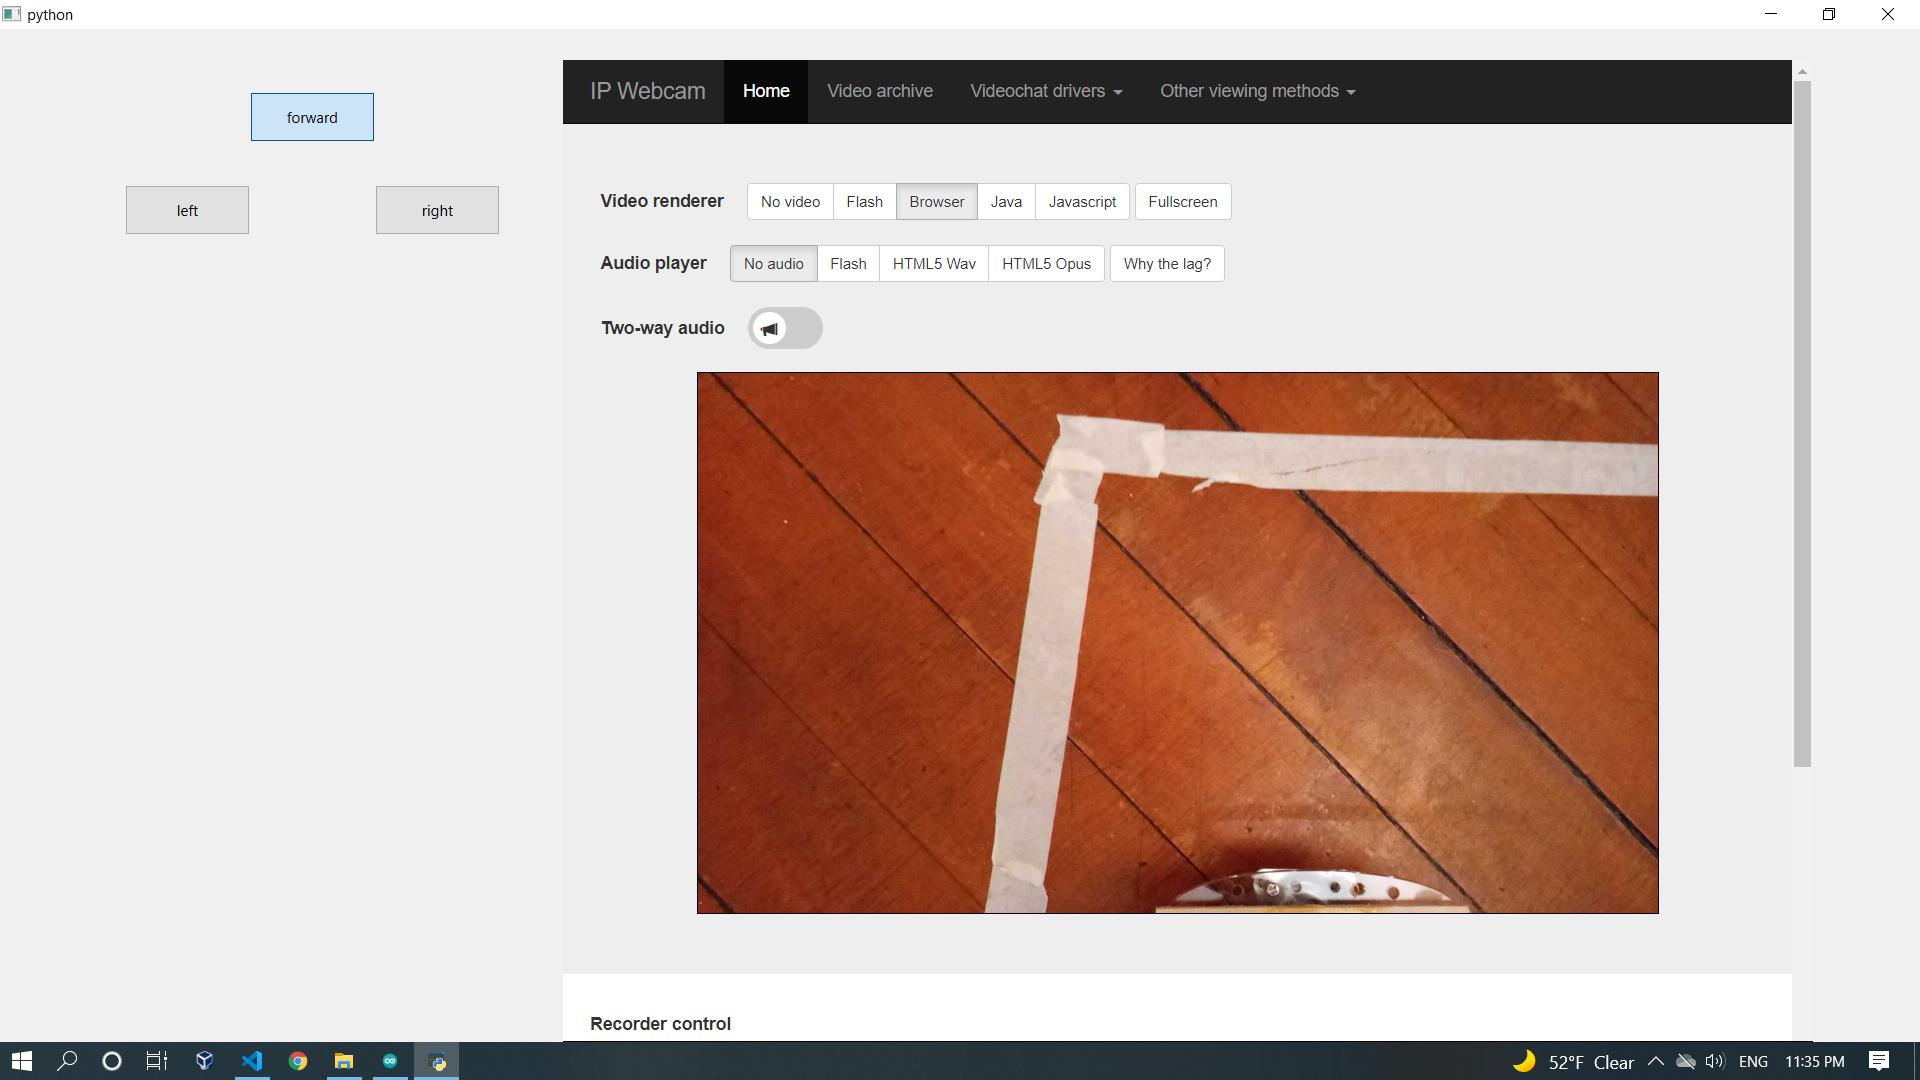 python
forward
left
right
IP Webcam Home Video archive Videochat drivers Other viewing methods
Video renderer No video Flash Browser Java Javascript Fullscreen
Audio player No audio Flash HTML5 Wav HTML5 Opus Why the lag?
Two-way audio
Recorder control
52°F Clear ENG 11:35 PM